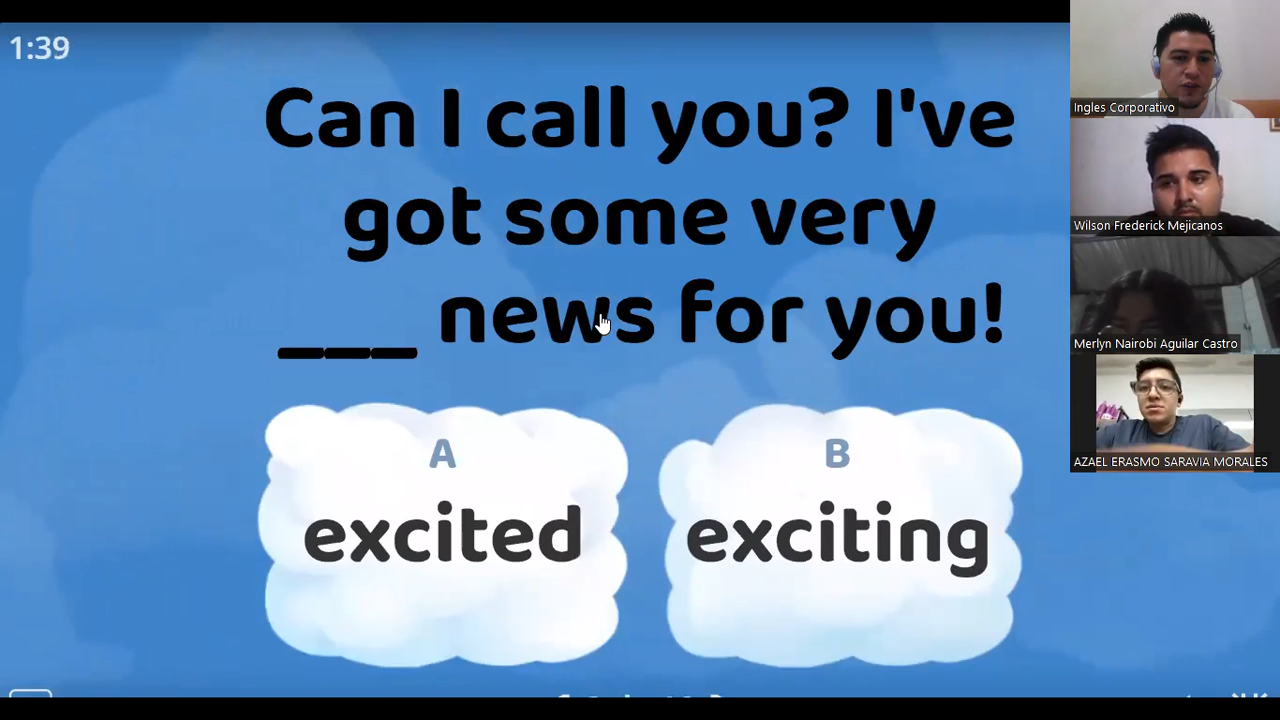 1:39
Can I call you? I've
got some very
___ news for you!
A
excited
B
exciting
Ingles Corporativo
Wilson Frederick Mejicanos
Merlyn Nairobi Aguilar Castro
AZAEL ERASMO SARAVIA MORALES